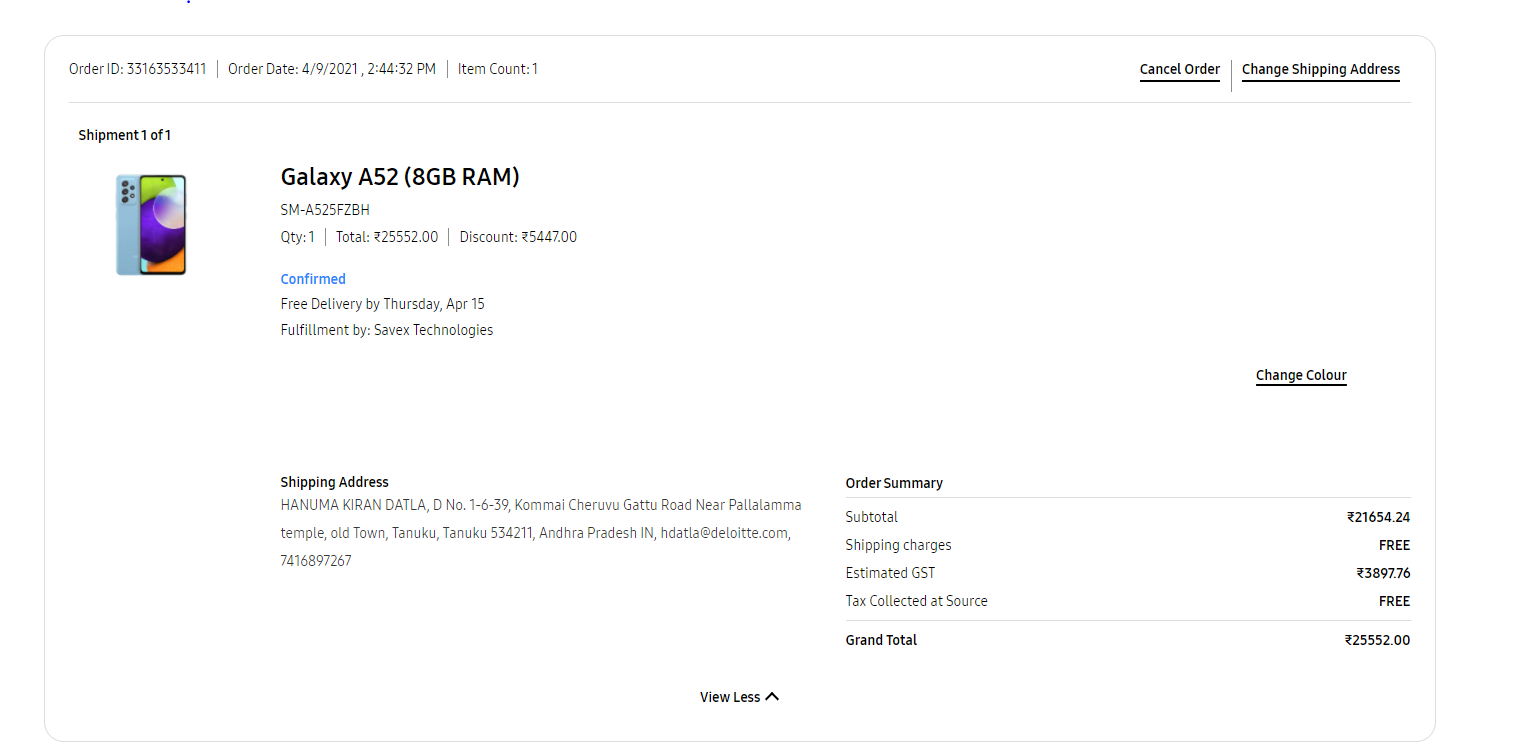 Order ID: 33163533411 | Order Date: 4/9/2021 , 2:44:32 PM | Item Count: 1
Cancel Order | Change Shipping Address
Shipment 1 of 1
Galaxy A52 (8GB RAM)
SM-A525FZBH
Qty: 1 | Total: ₹25552.00 | Discount: ₹5447.00
Confirmed
Free Delivery by Thursday, Apr 15
Fulfillment by: Savex Technologies
Change Colour
Shipping Address
HANUMA KIRAN DATLA, D No. 1-6-39, Kommai Cheruvu Gattu Road Near Pallalamma
temple, old Town, Tanuku, Tanuku 534211, Andhra Pradesh IN, hdatla@deloitte.com,
7416897267
Order Summary
Subtotal ₹21654.24
Shipping charges FREE
Estimated GST ₹3897.76
Tax Collected at Source FREE
Grand Total ₹25552.00
View Less